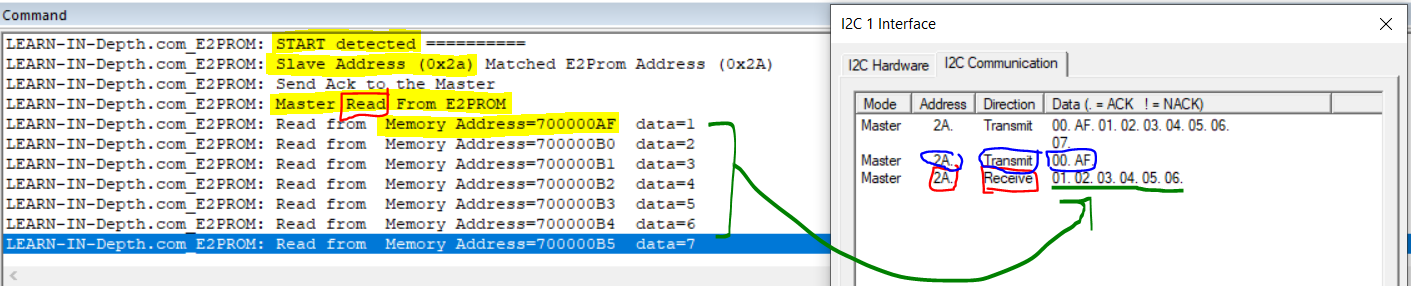 Command
LEARN-IN-Depth.com_E2PROM: START detected ==========
LEARN-IN-Depth.com_E2PROM: Slave Address (0x2a) Matched E2Prom Address (0x2A)
LEARN-IN-Depth.com_E2PROM: Send Ack to the Master
LEARN-IN-Depth.com_E2PROM: Master Read From E2PROM
LEARN-IN-Depth.com_E2PROM: Read from  Memory Address=700000AF  data=1
LEARN-IN-Depth.com_E2PROM: Read from  Memory Address=700000B0  data=2
LEARN-IN-Depth.com_E2PROM: Read from  Memory Address=700000B1  data=3
LEARN-IN-Depth.com_E2PROM: Read from  Memory Address=700000B2  data=4
LEARN-IN-Depth.com_E2PROM: Read from  Memory Address=700000B3  data=5
LEARN-IN-Depth.com_E2PROM: Read from  Memory Address=700000B4  data=6
LEARN-IN-Depth.com_E2PROM: Read from  Memory Address=700000B5  data=7
I2C 1 Interface
I2C Hardware I2C Communication
Mode Address Direction Data (. = ACK ! = NACK)
Master 2A. Transmit 00. AF. 01. 02. 03. 04. 05. 06.
07.
Master 2A. Transmit 00. AF.
Master 2A. Receive 01. 02. 03. 04. 05. 06.